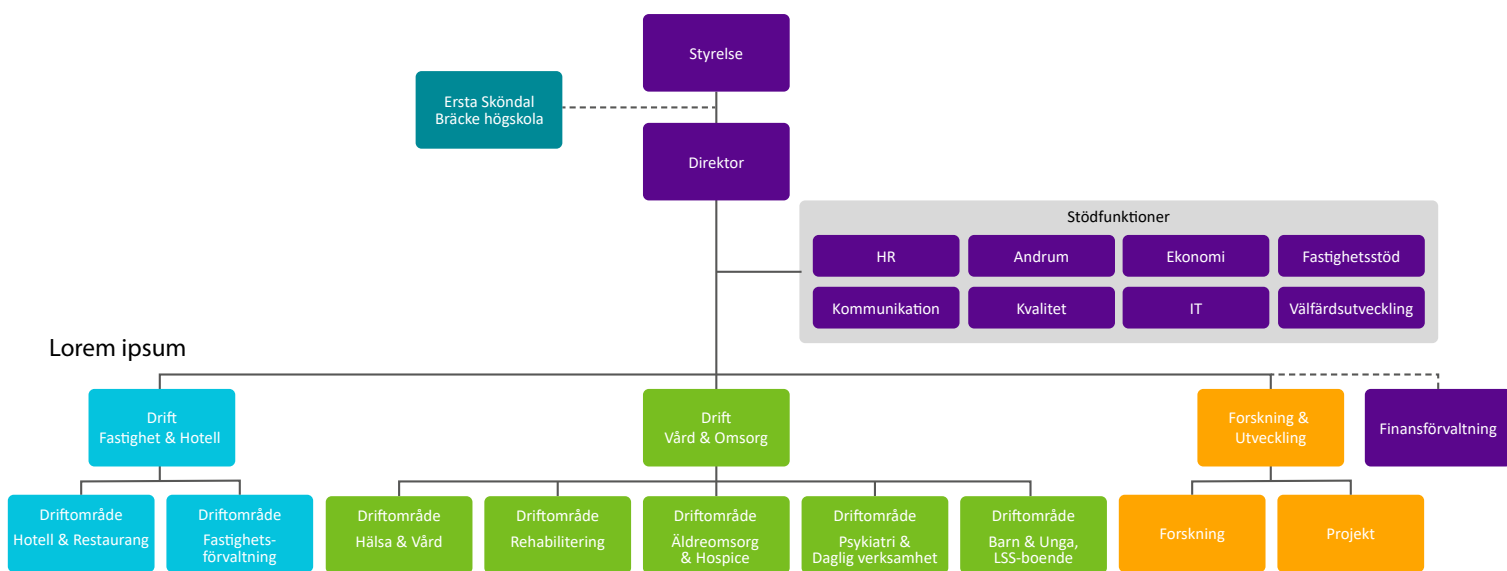 Styrelse
Ersta Sköndal
Bräcke högskola
Direktor
Stödfunktioner
HR
Andrum
Ekonomi
Fastighetsstöd
Kommunikation
Kvalitet
IT
Välfärdsutveckling
Lorem ipsum
Drift
Fastighet & Hotell
Drift
Vård & Omsorg
Forskning &
Utveckling
Finansförvaltning
Driftområde
Hotell & Restaurang
Driftområde
Fastighets-
förvaltning
Driftområde
Hälsa & Vård
Driftområde
Rehabilitering
Driftområde
Äldreomsorg
& Hospice
Driftområde
Psykiatri &
Daglig verksamhet
Driftområde
Barn & Unga,
LSS-boende
Forskning
Projekt